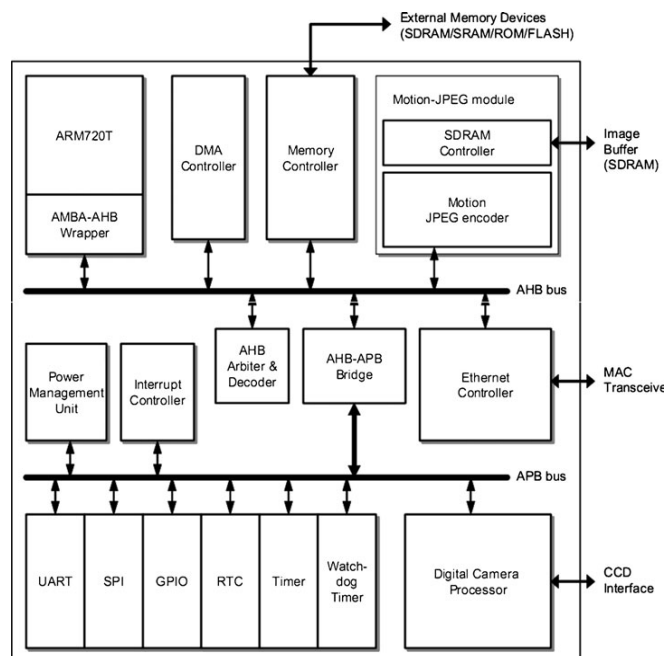 External Memory Devices
(SDRAM/SRAM/ROM/FLASH)
ARM720T
AMBA-AHB
Wrapper
DMA
Controller
Memory
Controller
Motion-JPEG module
SDRAM
Controller
Motion
JPEG encoder
Image
Buffer
(SDRAM)
AHB bus
Power
Management
Unit
Interrupt
Controller
AHB
Arbiter &
Decoder
AHB-APB
Bridge
Ethernet
Controller
MAC
Transceive
APB bus
UART
SPI
GPIO
RTC
Timer
Watch-
dog
Timer
Digital Camera
Processor
CCD
Interface